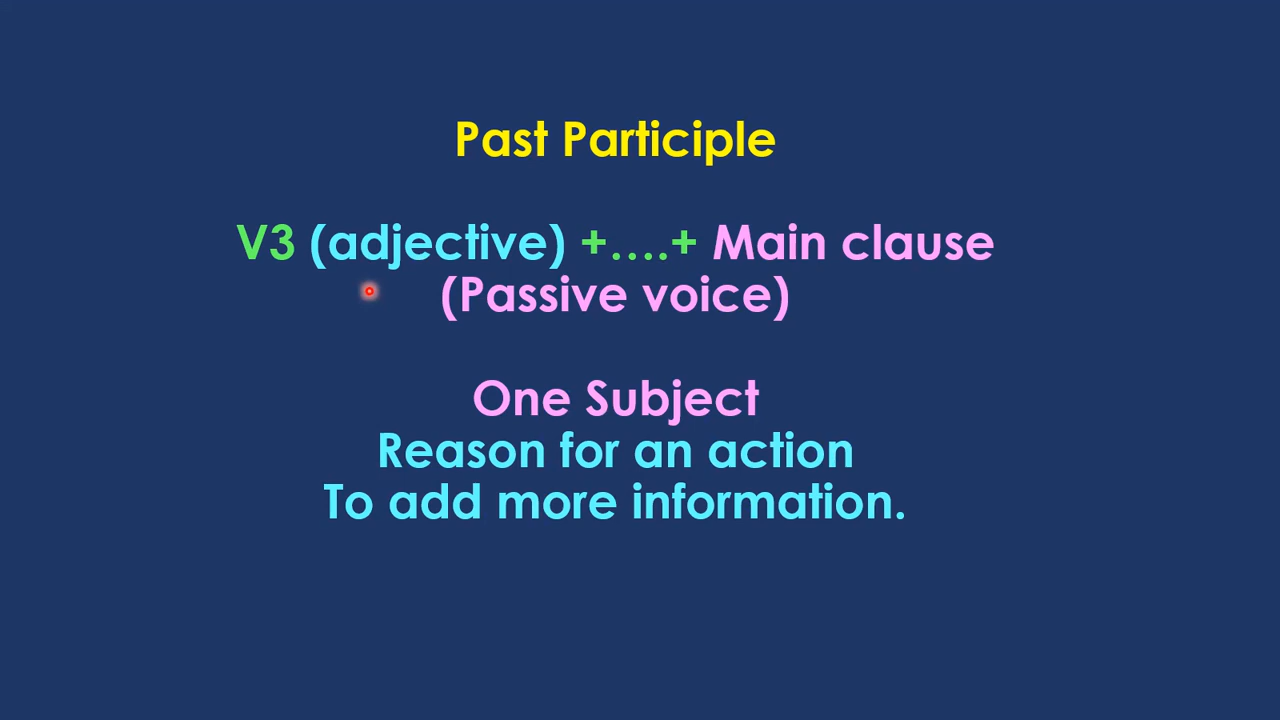 Past Participle
V3 (adjective) +....+ Main clause
(Passive voice)
One Subject
Reason for an action
To add more information.